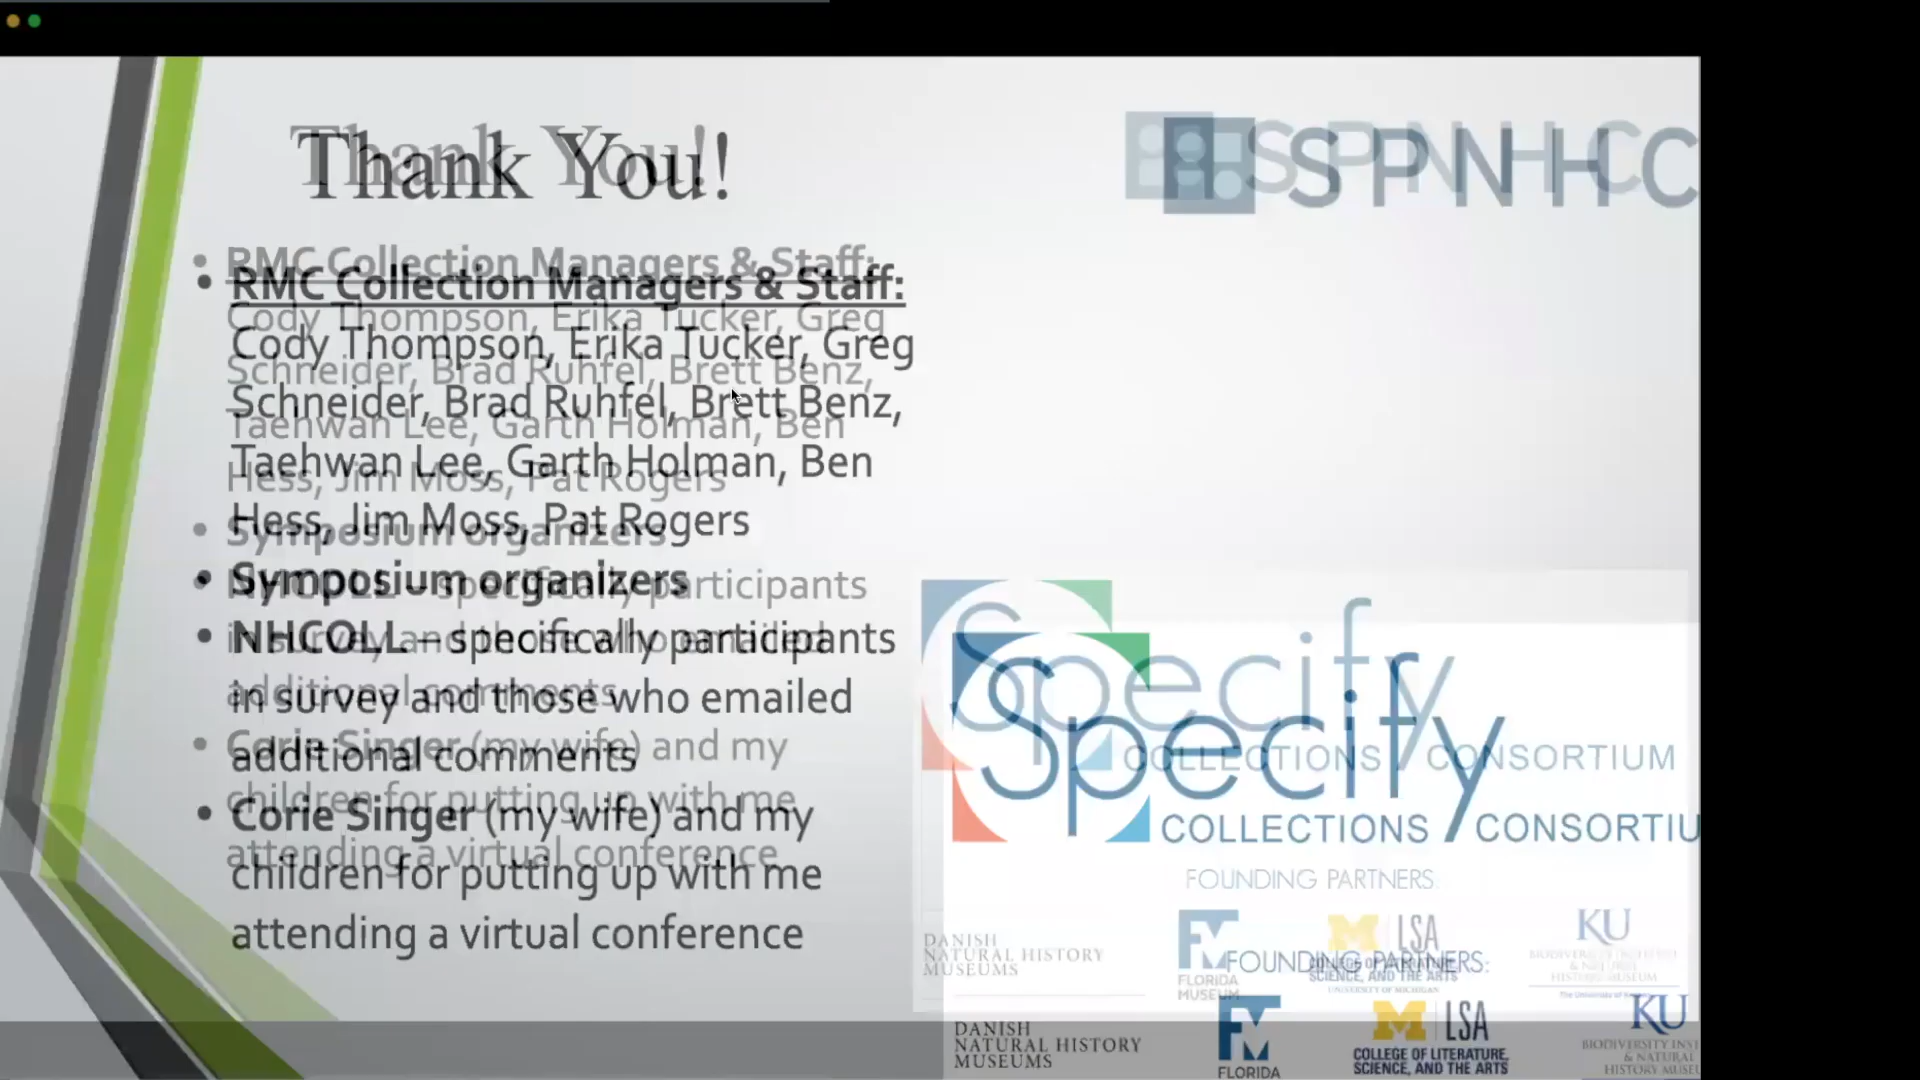 Thank You!
SPNHC
• RMC Collection Managers & Staff:
Cody Thompson, Erika Tucker, Greg
Schneider, Brad Ruhfel, Brett Benz,
Taehwan Lee, Garth Holman, Ben
Hess, Jim Moss, Pat Rogers
• Symposium organizers
• NHCOLL – specifically participants
in survey and those who emailed
additional comments
• Corie Singer (my wife) and my
children for putting up with me
attending a virtual conference
Specify
COLLECTIONS CONSORTIUM
FOUNDING PARTNERS:
DANISH
NATURAL HISTORY
MUSEUMS
FM
FLORIDA
MUSEUM
M LSA
COLLEGE OF LITERATURE,
SCIENCE, AND THE ARTS
UNIVERSITY OF MICHIGAN
KU
BIODIVERSITY INSTITUTE
& NATURAL
HISTORY MUSEUM